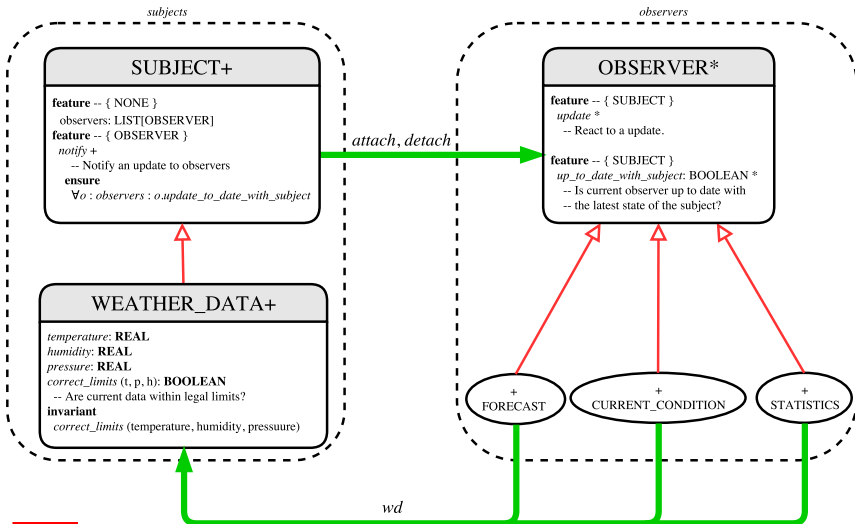 subjects
SUBJECT+
feature -- { NONE }
observers: LIST[OBSERVER]
feature -- { OBSERVER }
notify +
-- Notify an update to observers
ensure
∀o : observers : o.update_to_date_with_subject
WEATHER_DATA+
temperature: REAL
humidity: REAL
pressure: REAL
correct_limits (t, p, h): BOOLEAN
-- Are current data within legal limits?
invariant
correct_limits (temperature, humidity, pressuure)
attach, detach
observers
OBSERVER*
feature -- { SUBJECT }
update *
-- React to a update.
feature -- { SUBJECT }
up_to_date_with_subject: BOOLEAN *
-- Is current observer up to date with
-- the latest state of the subject?
+
FORECAST
+
CURRENT_CONDITION
+
STATISTICS
wd